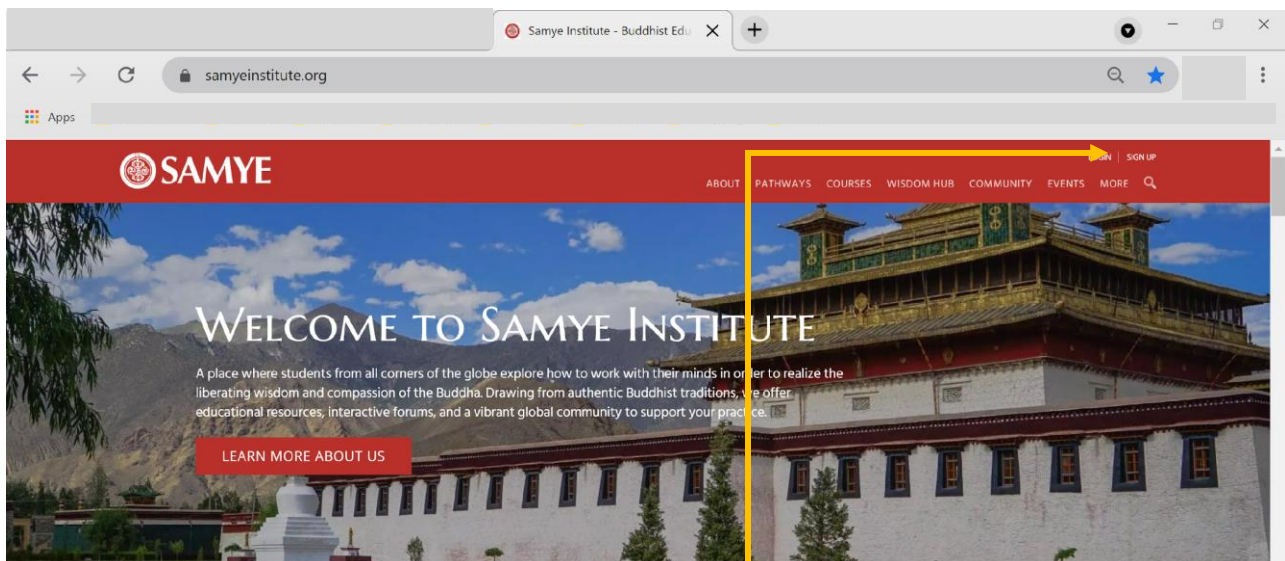 Samye Institute - Buddhist Edu
samyeinstitute.org
Apps
SAMYE
SIGN UP
ABOUT PATHWAYS COURSES WISDOM HUB COMMUNITY EVENTS MORE
WELCOME TO SAMYE INSTITUTE
A place where students from all corners of the globe explore how to work with their minds in order to realize the
liberating wisdom and compassion of the Buddha. Drawing from authentic Buddhist traditions, we offer
educational resources, interactive forums, and a vibrant global community to support your practice.
LEARN MORE ABOUT US